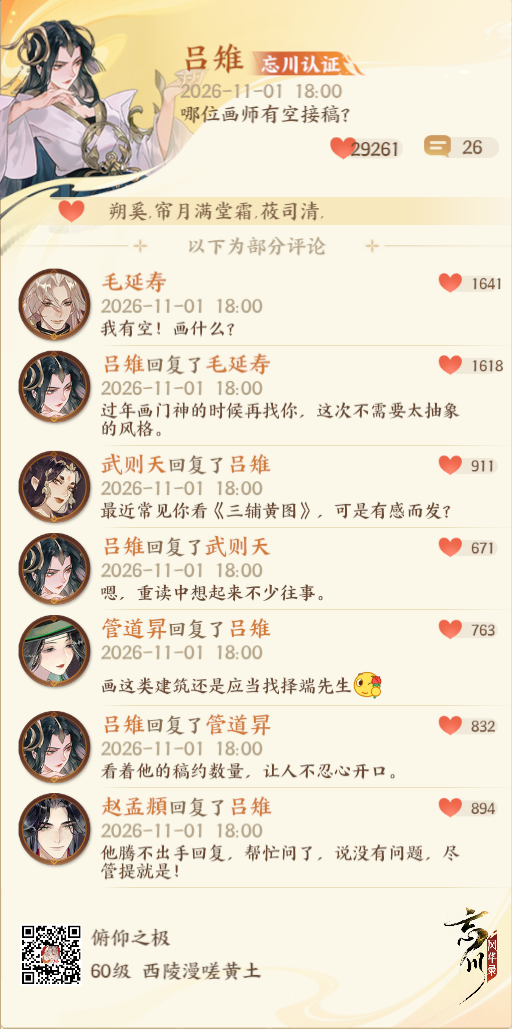 吕雉 忘川认证
2026-11-01 18:00
哪位画师有空接稿?
29261 26
朔奚,帘月满堂霜,莜司清,
以下为部分评论
毛延寿 1641
2026-11-01 18:00
我有空!画什么?
吕雉回复了毛延寿 1618
2026-11-01 18:00
过年画门神的时候再找你，这次不需要太抽象
的风格。
武则天回复了吕雉 911
2026-11-01 18:00
最近常见你看《三辅黄图》，可是有感而发?
吕雉回复了武则天 671
2026-11-01 18:00
嗯，重读中想起来不少往事。
管道昇回复了吕雉 763
2026-11-01 18:00
画这类建筑还是应当找择端先生
吕雉回复了管道昇 832
2026-11-01 18:00
看着他的稿约数量，让人不忍心开口。
赵孟頫回复了吕雉 894
2026-11-01 18:00
他腾不出手回复，帮忙问了，说没有问题，尽
管提就是!
俯仰之极
60级 西陵漫嗟黄土
忘川
风华录